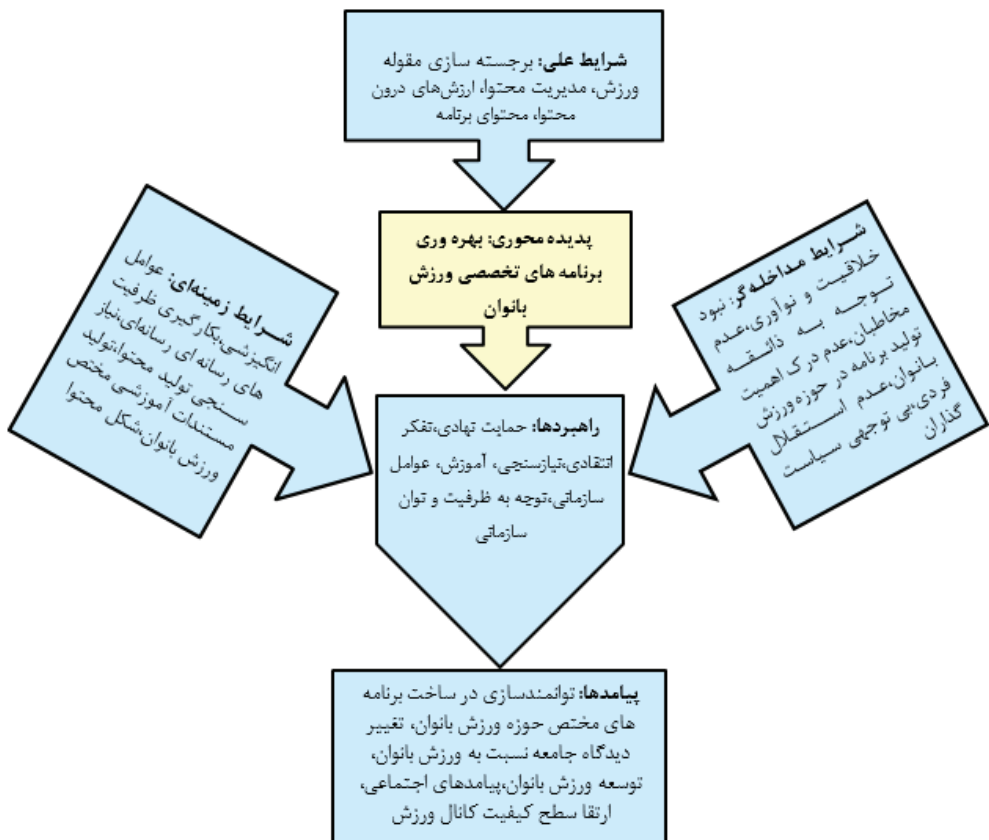 شرایط علی: برجسته سازی مقوله
ورزش، مدیریت محتوا، ارزش‌های درون
محتوا، محتوای برنامه
پدیده محوری: بهره وری
برنامه های تخصصی ورزش
بانوان
شرایط مداخله‌گر: نبود
خلاقیت و نوآوری،عدم
توجه به ذائقه
مخاطبان،عدم درک اهمیت
تولید برنامه در حوزه ورزش
بانوان،عدم استقلال
فردی،بی توجهی سیاست
گذاران
شرایط زمینه‌ای: عوامل
انگیزشی،بکارگیری ظرفیت
های رسانه ای رسانه‌ای،نیاز
سنجی تولید محتوا،تولید
مستندات آموزشی مختص
ورزش بانوان،شکل محتوا
راهبردها: حمایت نهادی،تفکر
انتقادی،نیازسنجی، آموزش، عوامل
سازمانی،توجه به ظرفیت و توان
سازمانی
پیامدها: توانمندسازی در ساخت برنامه
های مختص حوزه ورزش بانوان، تغییر
دیدگاه جامعه نسبت به ورزش بانوان،
توسعه ورزش بانوان،پیامدهای اجتماعی،
ارتقا سطح کیفیت کانال ورزش